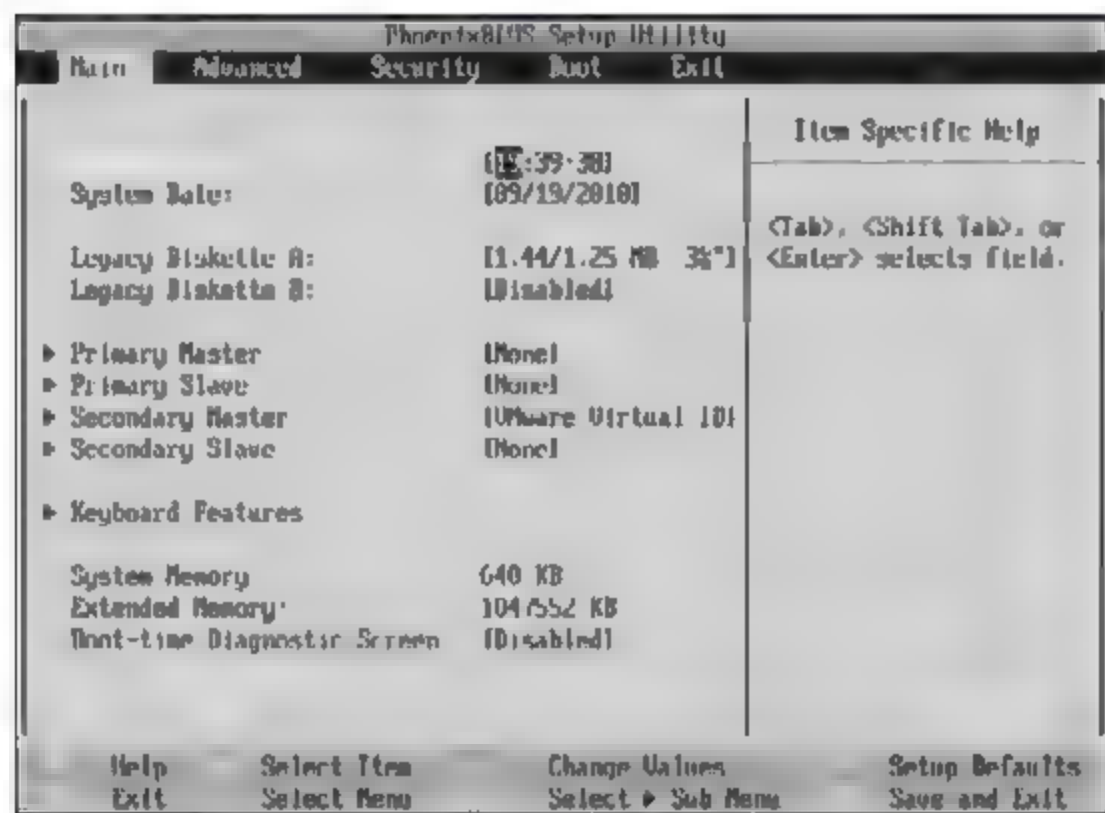 PhoenixBIOS Setup Utility
Main Advanced Security Boot Exit
Item Specific Help
:39:38]
System Date: [09/19/2010]
<Tab>, <Shift Tab>, or
Legacy Diskette A: [1.44/1.25 MB 3½"] <Enter> selects field.
Legacy Diskette B: [Disabled]
▶ Primary Master [None]
▶ Primary Slave [None]
▶ Secondary Master [VMware Virtual ID]
▶ Secondary Slave [None]
▶ Keyboard Features
System Memory 640 KB
Extended Memory: 1047552 KB
Boot-time Diagnostic Screen [Disabled]
Help Select Item Change Values Setup Defaults
Exit Select Menu Select ▶ Sub Menu Save and Exit